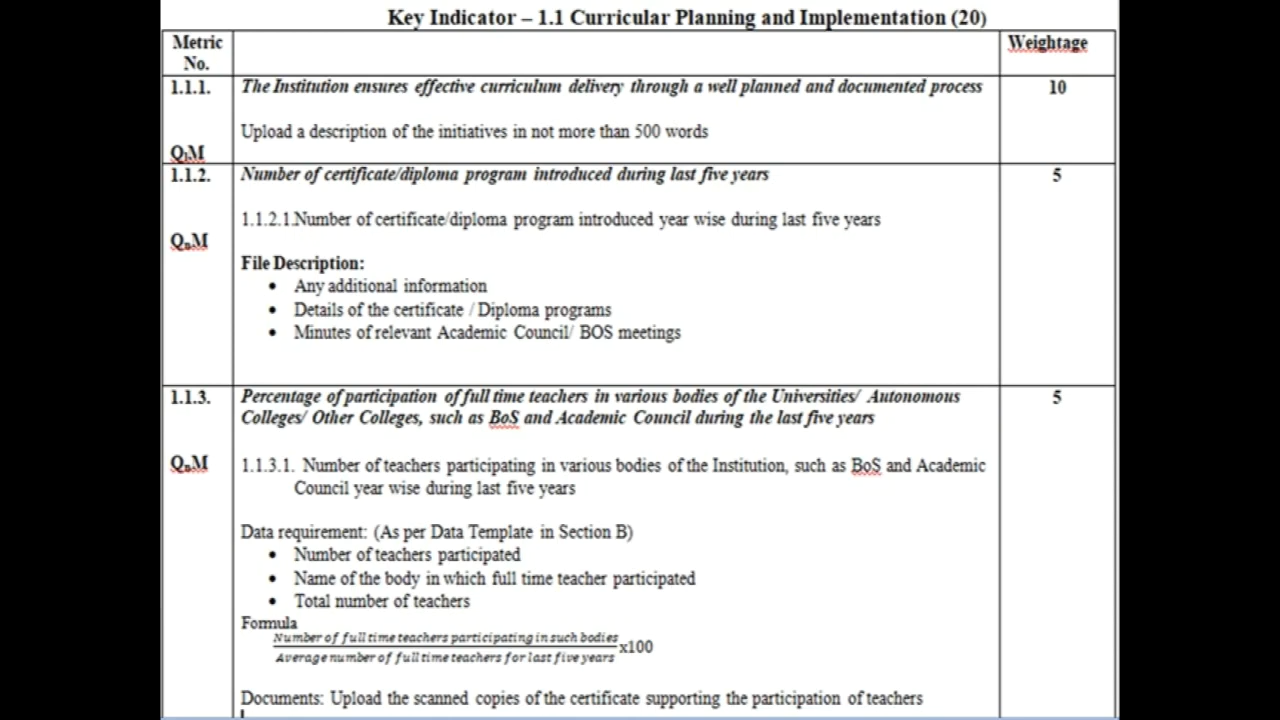 Key Indicator – 1.1 Curricular Planning and Implementation (20)
Metric No. Weightage
1.1.1. The Institution ensures effective curriculum delivery through a well planned and documented process 10
Upload a description of the initiatives in not more than 500 words
QlM
1.1.2. Number of certificate/diploma program introduced during last five years 5
1.1.2.1.Number of certificate/diploma program introduced year wise during last five years
QnM
File Description:
• Any additional information
• Details of the certificate / Diploma programs
• Minutes of relevant Academic Council/ BOS meetings
1.1.3. Percentage of participation of full time teachers in various bodies of the Universities/ Autonomous 5
Colleges/ Other Colleges, such as BoS and Academic Council during the last five years
QnM 1.1.3.1. Number of teachers participating in various bodies of the Institution, such as BoS and Academic
Council year wise during last five years
Data requirement: (As per Data Template in Section B)
• Number of teachers participated
• Name of the body in which full time teacher participated
• Total number of teachers
Formula
Number of full time teachers participating in such bodies
Average number of full time teachers for last five years x100
Documents: Upload the scanned copies of the certificate supporting the participation of teachers